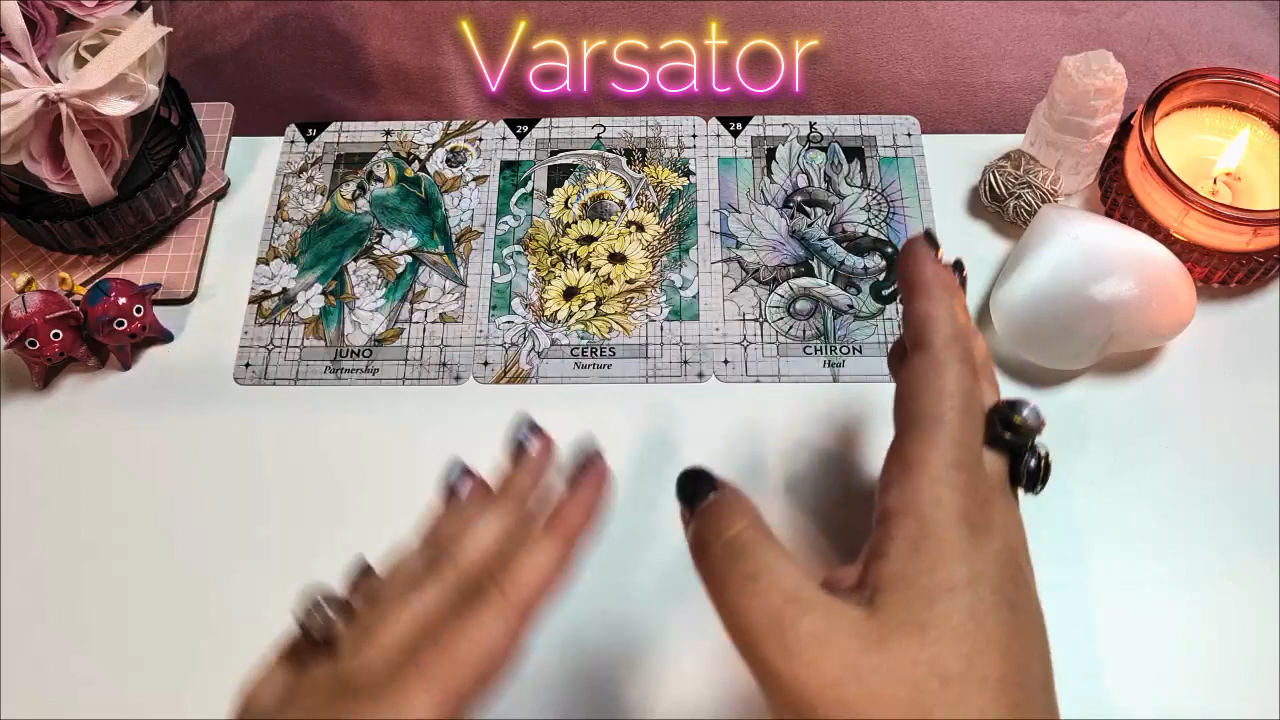 Varsator
31
29
28
JUNO
Partnership
CERES
Nurture
CHIRON
Heal